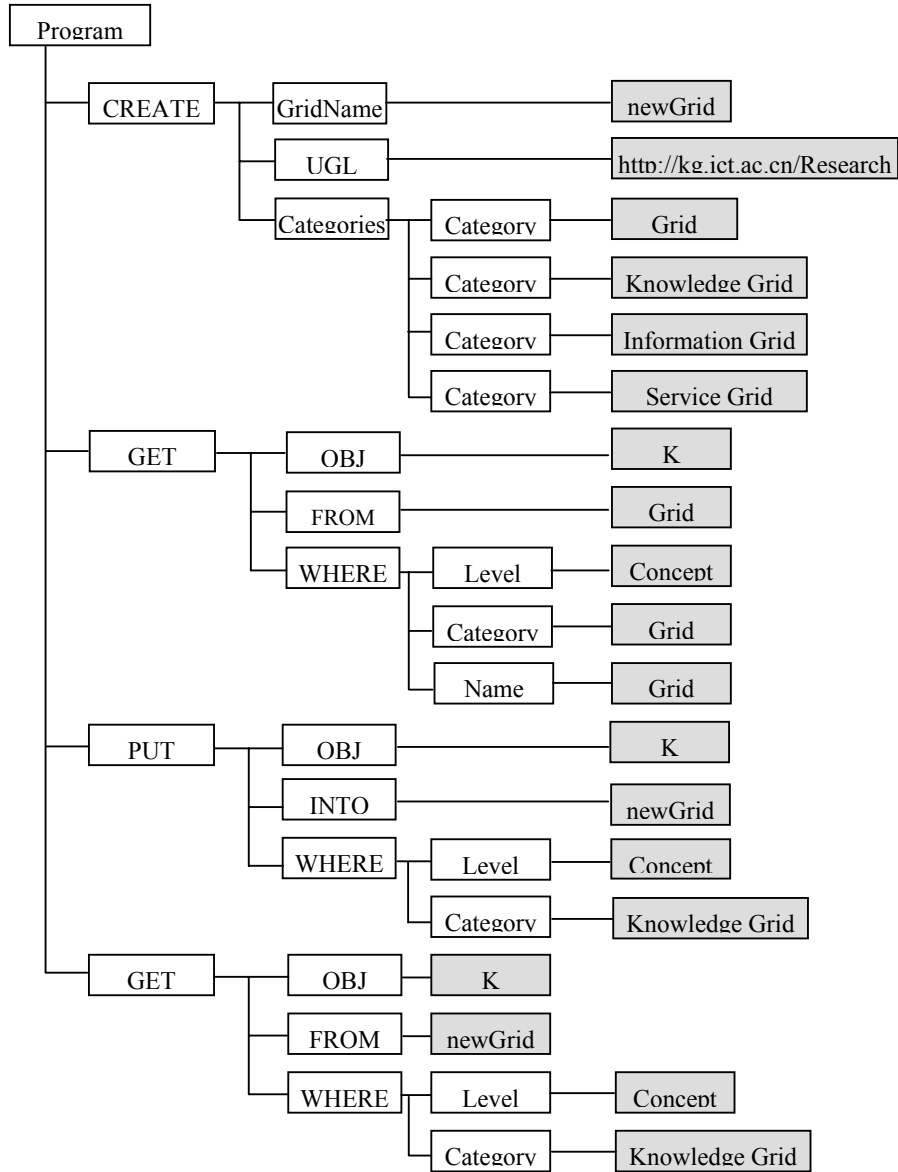 Program
CREATE GridName newGrid
UGL http://kg.ict.ac.cn/Research
Categories Category Grid
Category Knowledge Grid
Category Information Grid
Category Service Grid
GET OBJ K
FROM Grid
WHERE Level Concept
Category Grid
Name Grid
PUT OBJ K
INTO newGrid
WHERE Level Concept
Category Knowledge Grid
GET OBJ K
FROM newGrid
WHERE Level Concept
Category Knowledge Grid